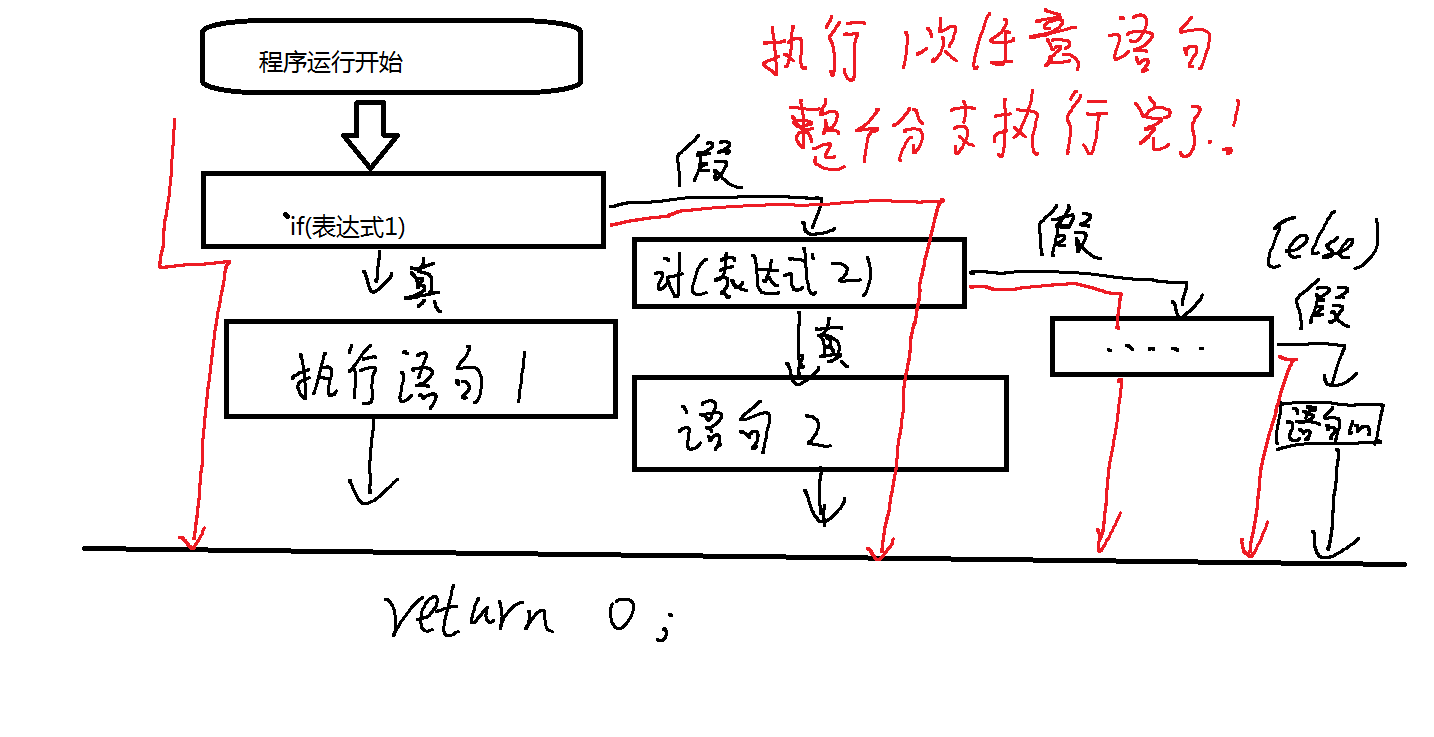 程序运行开始
执行1次任意语句
整个分支执行完了!
if(表达式1)
假
真
if(表达式2)
假
真
(else)
假
执行语句1
语句2
......
语句n
return 0;